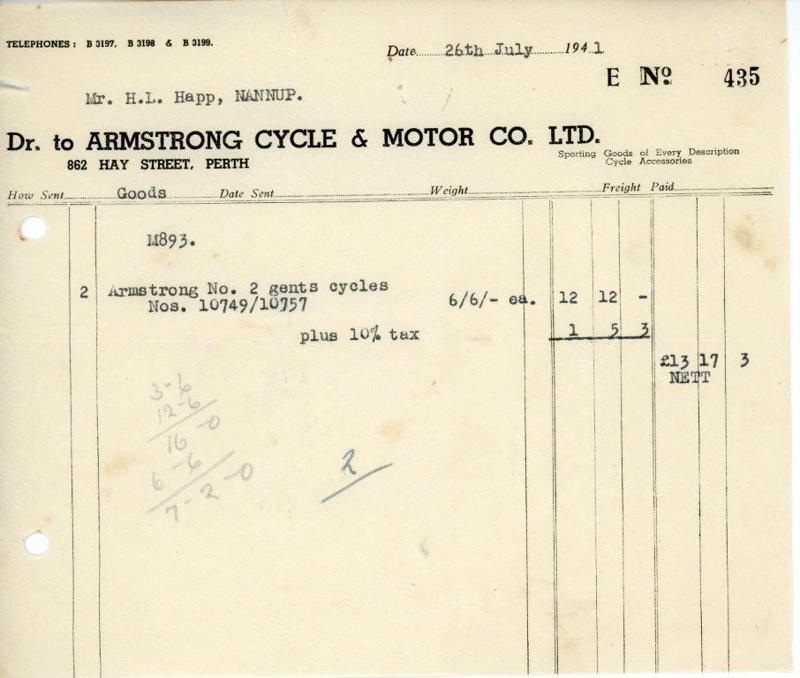 TELEPHONES: B 3197, B 3198 & B 3199.
Date 26th July 1941
E No 435
Mr. H.L. Happ, NANNUP.
Dr. to ARMSTRONG CYCLE & MOTOR CO. LTD.
862 HAY STREET, PERTH
Sporting Goods of Every Description
Cycle Accessories
How Sent Goods Date Sent Weight Freight Paid
M893.
2 Armstrong No. 2 gents cycles
Nos. 10749/10757 6/6/- ea. 12 12 -
plus 10% tax 1 5 3
£13 17 3
NETT
3-6
12-6
16-0
6-6
7-2-0
2